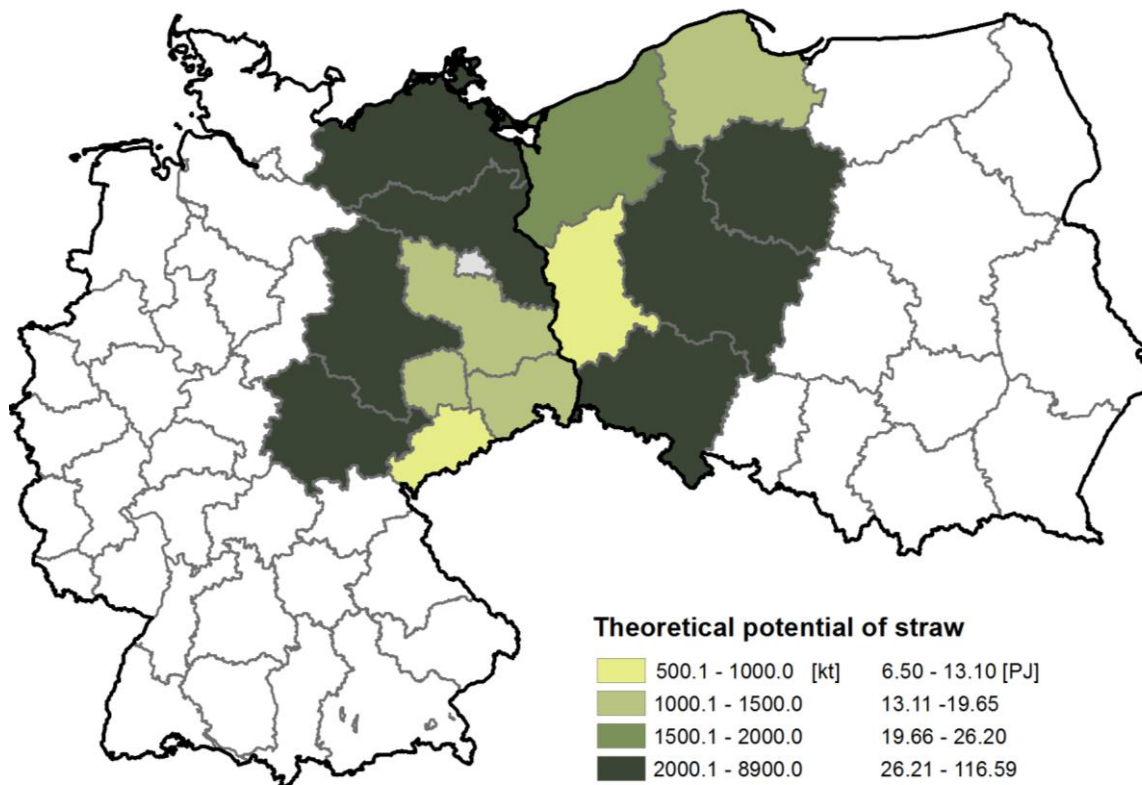 Theoretical potential of straw
500.1 - 1000.0 [kt] 6.50 - 13.10 [PJ]
1000.1 - 1500.0 13.11 -19.65
1500.1 - 2000.0 19.66 - 26.20
2000.1 - 8900.0 26.21 - 116.59